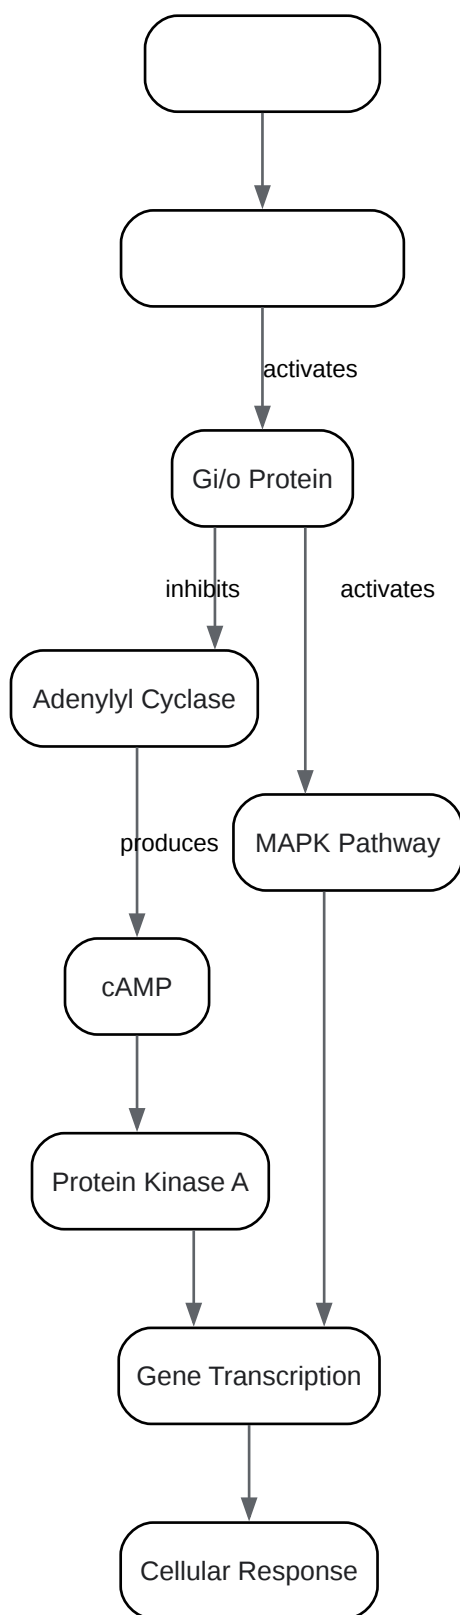 activates
Gi/o Protein
inhibits
activates
Adenylyl Cyclase
produces
MAPK Pathway
cAMP
Protein Kinase A
Gene Transcription
Cellular Response